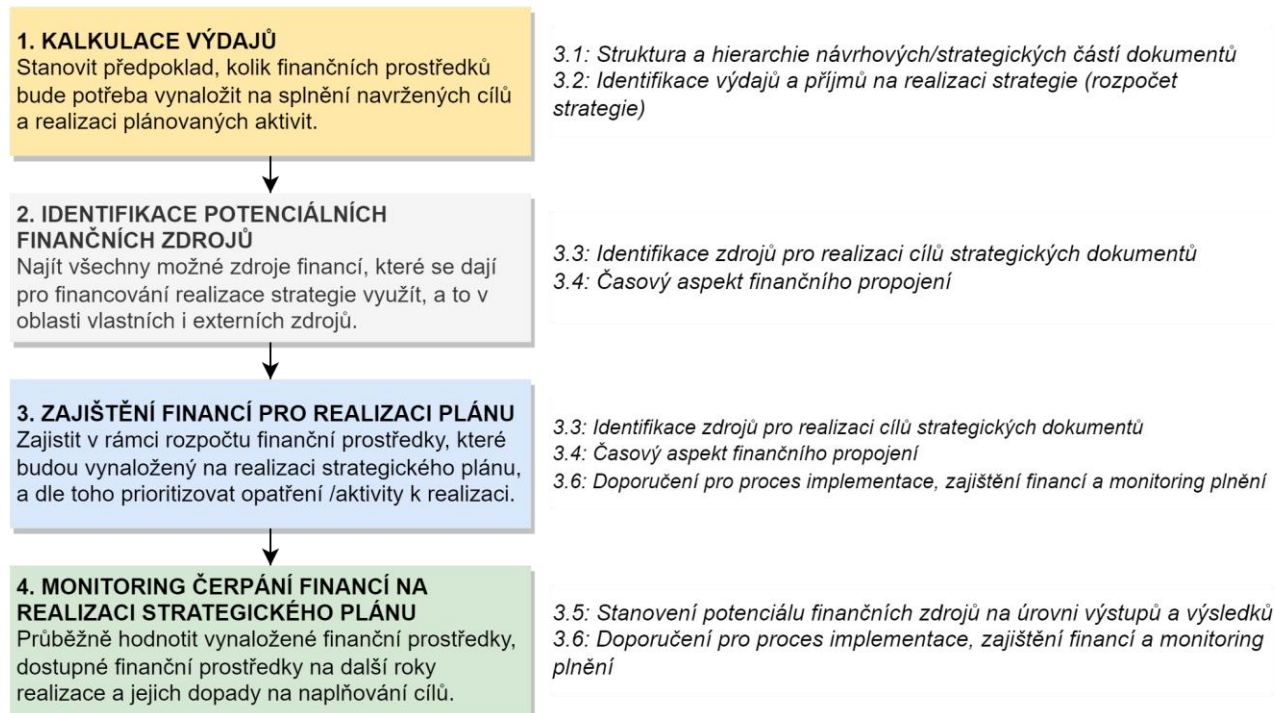 1. KALKULACE VÝDAJŮ
Stanovit předpoklad, kolik finančních prostředků
bude potřeba vynaložit na splnění navržených cílů
a realizaci plánovaných aktivit.
3.1: Struktura a hierarchie návrhových/strategických částí dokumentů
3.2: Identifikace výdajů a příjmů na realizaci strategie (rozpočet
strategie)
2. IDENTIFIKACE POTENCIÁLNÍCH
FINANČNÍCH ZDROJŮ
Najít všechny možné zdroje financí, které se dají
pro financování realizace strategie využít, a to v
oblasti vlastních i externích zdrojů.
3.3: Identifikace zdrojů pro realizaci cílů strategických dokumentů
3.4: Časový aspekt finančního propojení
3. ZAJIŠTĚNÍ FINANCÍ PRO REALIZACI PLÁNU
Zajistit v rámci rozpočtu finanční prostředky, které
budou vynaložený na realizaci strategického plánu,
a dle toho prioritizovat opatření /aktivity k realizaci.
3.3: Identifikace zdrojů pro realizaci cílů strategických dokumentů
3.4: Časový aspekt finančního propojení
3.6: Doporučení pro proces implementace, zajištění financí a monitoring plnění
4. MONITORING ČERPÁNÍ FINANCÍ NA
REALIZACI STRATEGICKÉHO PLÁNU
Průběžně hodnotit vynaložené finanční prostředky,
dostupné finanční prostředky na další roky
realizace a jejich dopady na naplňování cílů.
3.5: Stanovení potenciálu finančních zdrojů na úrovni výstupů a výsledků
3.6: Doporučení pro proces implementace, zajištění financí a monitoring
plnění